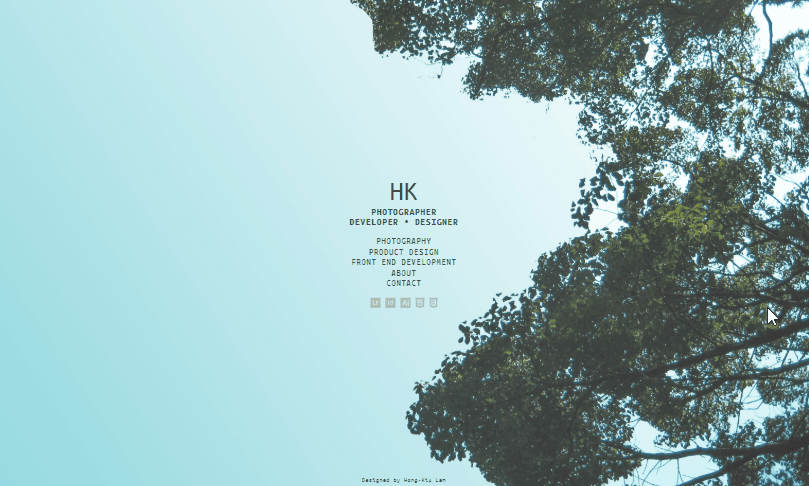 HK
PHOTOGRAPHER
DEVELOPER • DESIGNER
PHOTOGRAPHY
PRODUCT DESIGN
FRONT END DEVELOPMENT
ABOUT
CONTACT
Designed by Hong-Kiu Lam